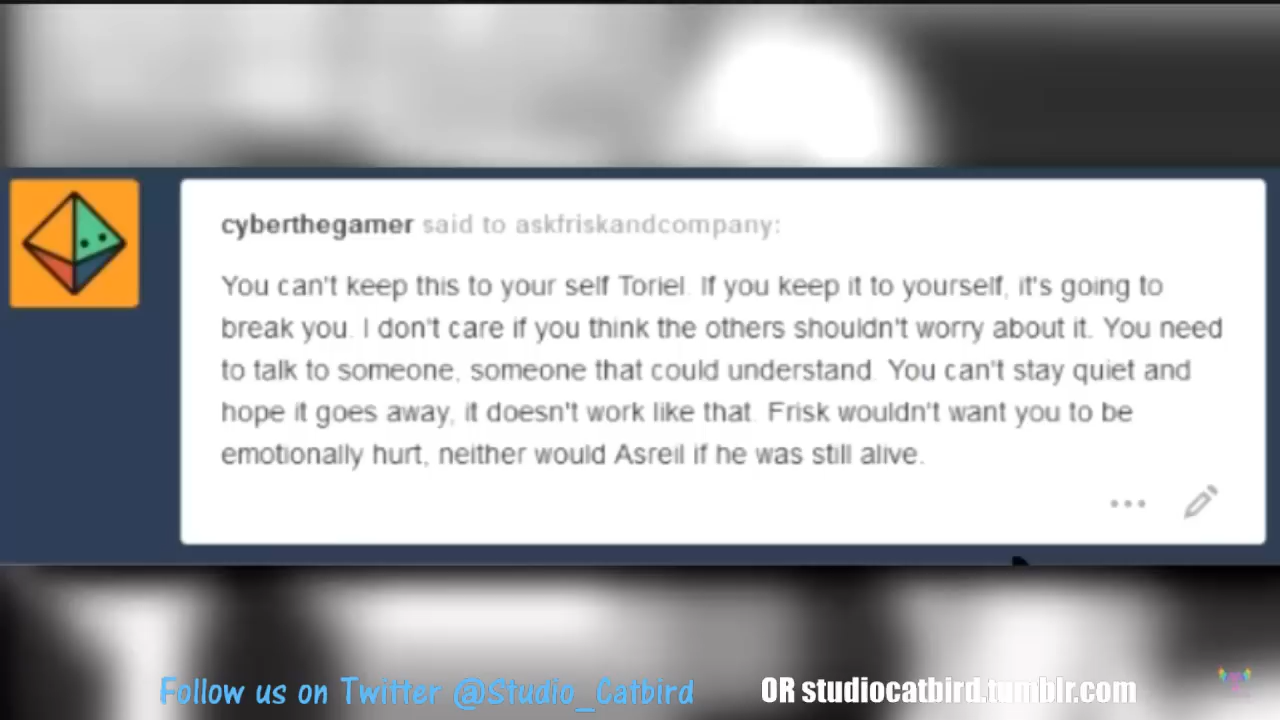 cyberthegamer said to askfriskandcompany:
You can't keep this to your self Toriel. If you keep it to yourself, it's going to
break you. I don't care if you think the others shouldn't worry about it. You need
to talk to someone, someone that could understand. You can't stay quiet and
hope it goes away, it doesn't work like that. Frisk wouldn't want you to be
emotionally hurt, neither would Asreil if he was still alive.
Follow us on Twitter @Studio_Catbird OR studiocatbird.tumblr.com